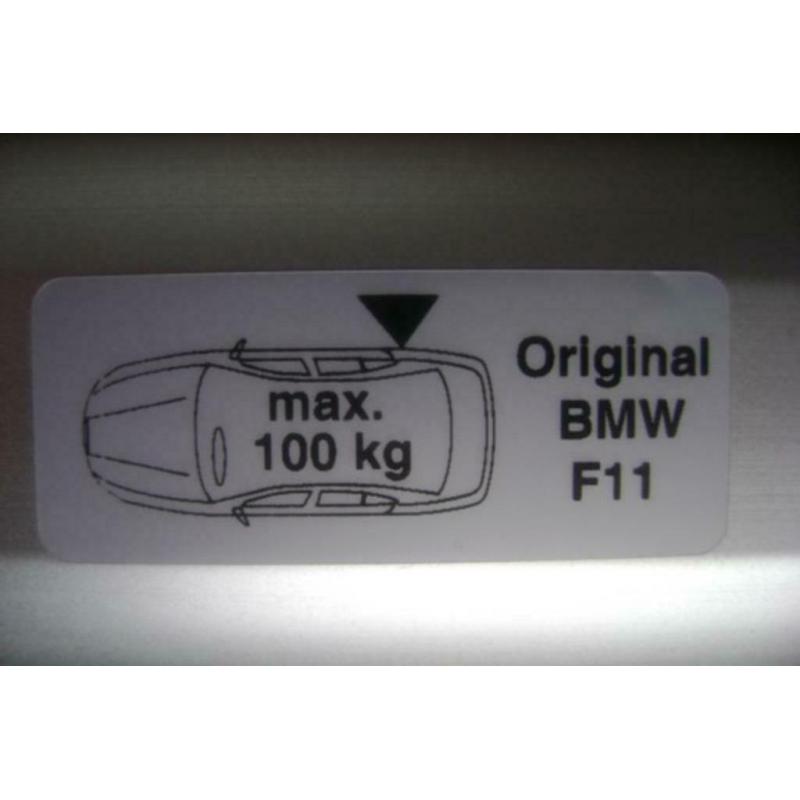 max.
100 kg
Original
BMW
F11